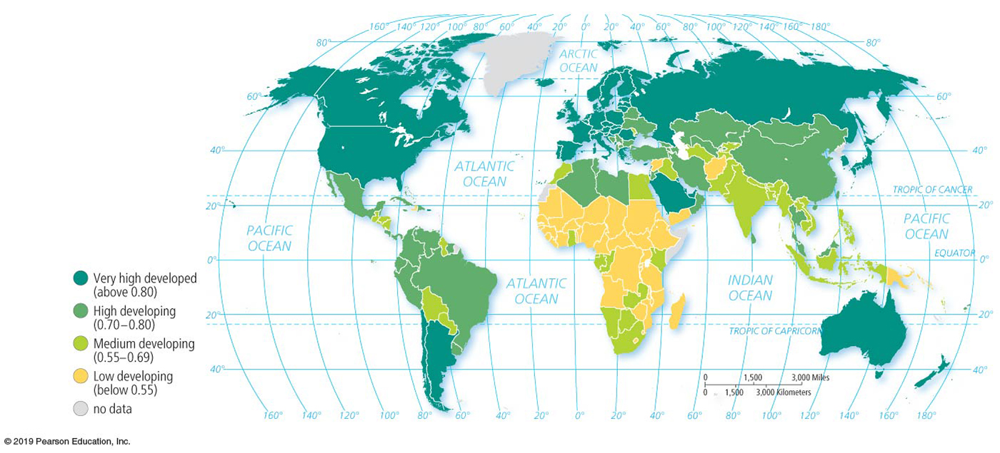 160° 140° 120° 100° 80° 60° 40° 20° 0° 20° 40° 60° 80° 100° 120° 140° 160° 180°
80° 80°
ARCTIC
OCEAN
60° 60°
40° 40°
ATLANTIC
OCEAN
TROPIC OF CANCER
20° 20°
PACIFIC
OCEAN
PACIFIC
OCEAN
EQUATOR
0° 0°
ATLANTIC
OCEAN
INDIAN
OCEAN
20° 20°
TROPIC OF CAPRICORN
40° 40°
0 1,500 3,000 Miles
0 1,500 3,000 Kilometers
160° 140° 120° 100° 80° 60° 40° 20° 0° 20° 40° 60° 80° 100° 120° 140° 160° 180°
Very high developed
(above 0.80)
High developing
(0.70–0.80)
Medium developing
(0.55–0.69)
Low developing
(below 0.55)
no data
© 2019 Pearson Education, Inc.